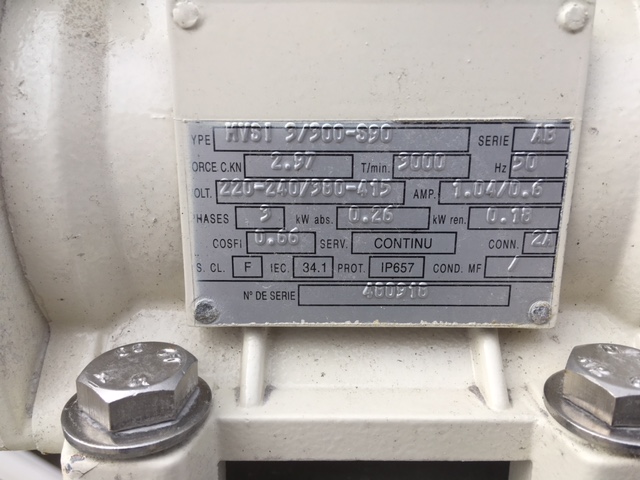 YPE MVSI 3/300-S90 SERIE AB
ORCE C.KN 2.97 T/min. 3000 Hz 50
OLT. 220-240/380-415 AMP. 1.04/0.6
HASES 3 kW abs. 0.26 kW ren. 0.18
COSFI 0.66 SERV. CONTINU CONN. 2A
S. CL. F IEC. 34.1 PROT. IP657 COND. MF /
N° DE SERIE 480918